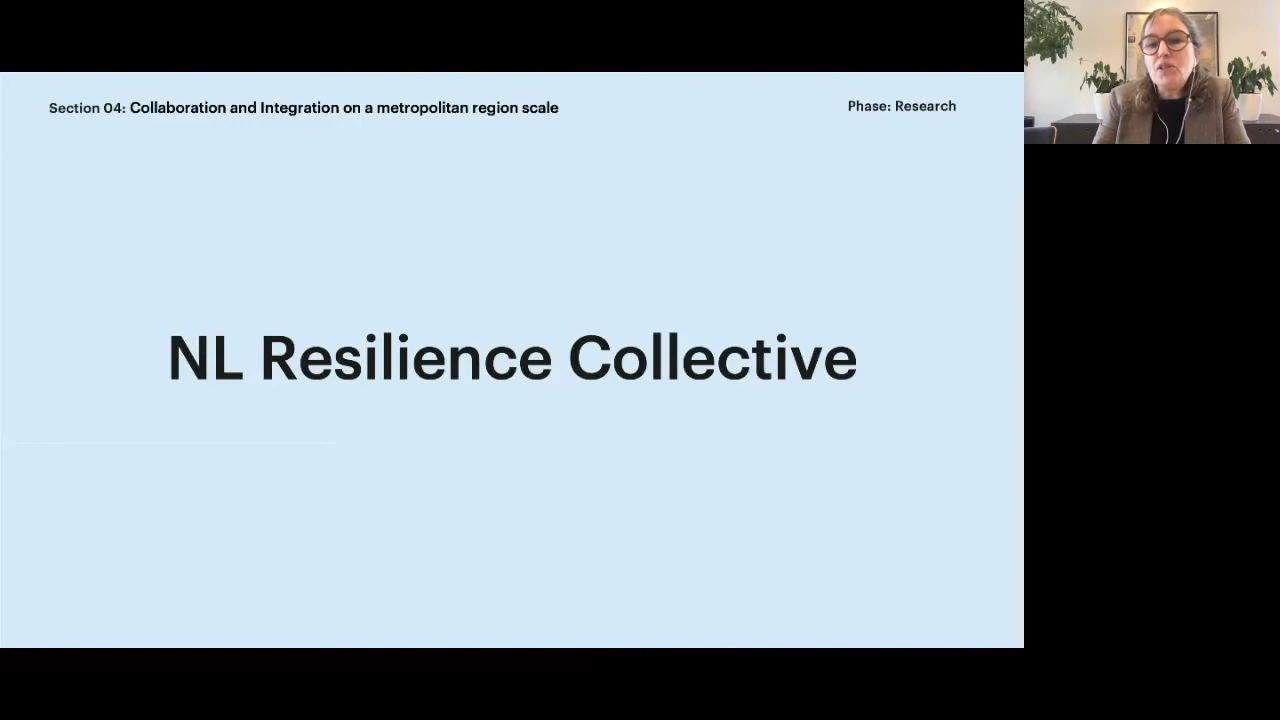 Section 04: Collaboration and Integration on a metropolitan region scale
Phase: Research
NL Resilience Collective